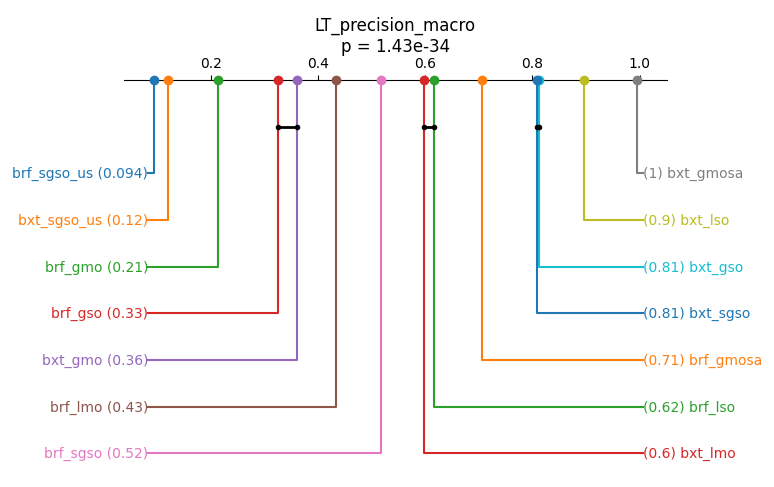 LT_precision_macro
p = 1.43e-34
0.2 0.4 0.6 0.8 1.0
brf_sgso_us (0.094) (1) bxt_gmosa
bxt_sgso_us (0.12) (0.9) bxt_lso
brf_gmo (0.21) (0.81) bxt_gso
brf_gso (0.33) (0.81) bxt_sgso
bxt_gmo (0.36) (0.71) brf_gmosa
brf_lmo (0.43) (0.62) brf_lso
brf_sgso (0.52) (0.6) bxt_lmo